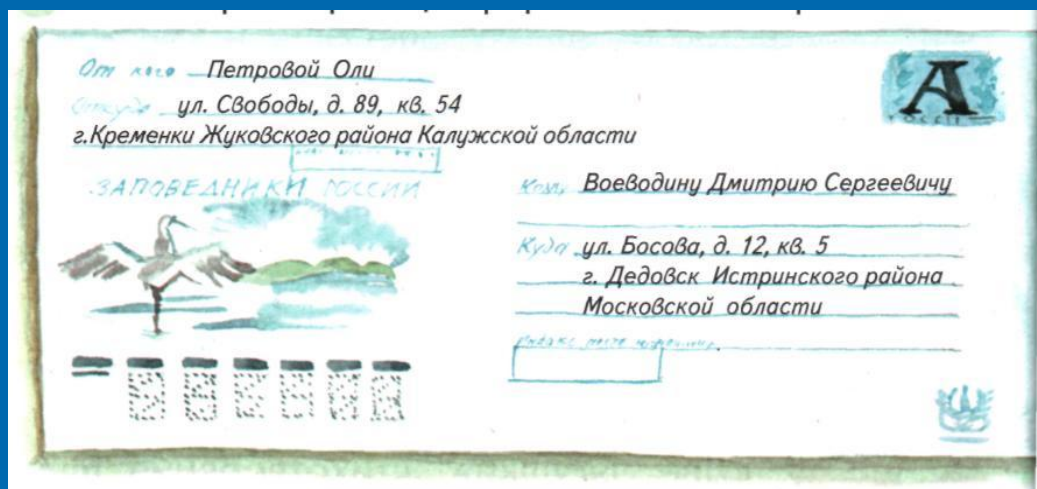 От кого Петровой Оли
Откуда ул. Свободы, д. 89, кв. 54
г.Кременки Жуковского района Калужской области
А
РОССИЯ
ЗАПОВЕДНИКИ РОССИИ
Кому Воеводину Дмитрию Сергеевичу
Куда ул. Босова, д. 12, кв. 5
г. Дедовск Истринского района
Московской области